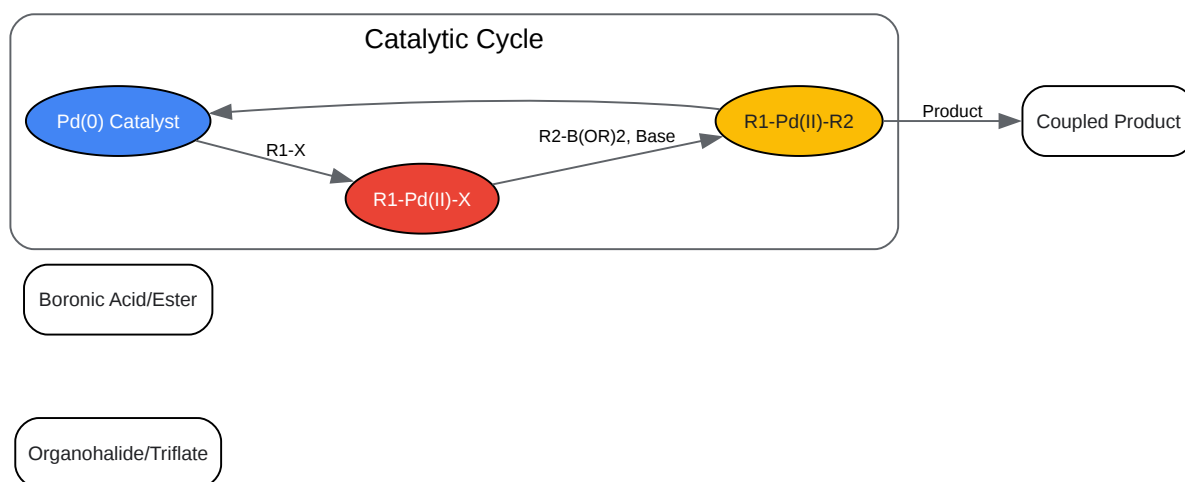 Catalytic Cycle
Pd(0) Catalyst
R1-X
R1-Pd(II)-X
R2-B(OR)2, Base
R1-Pd(II)-R2
Product
Coupled Product
Boronic Acid/Ester
Organohalide/Triflate